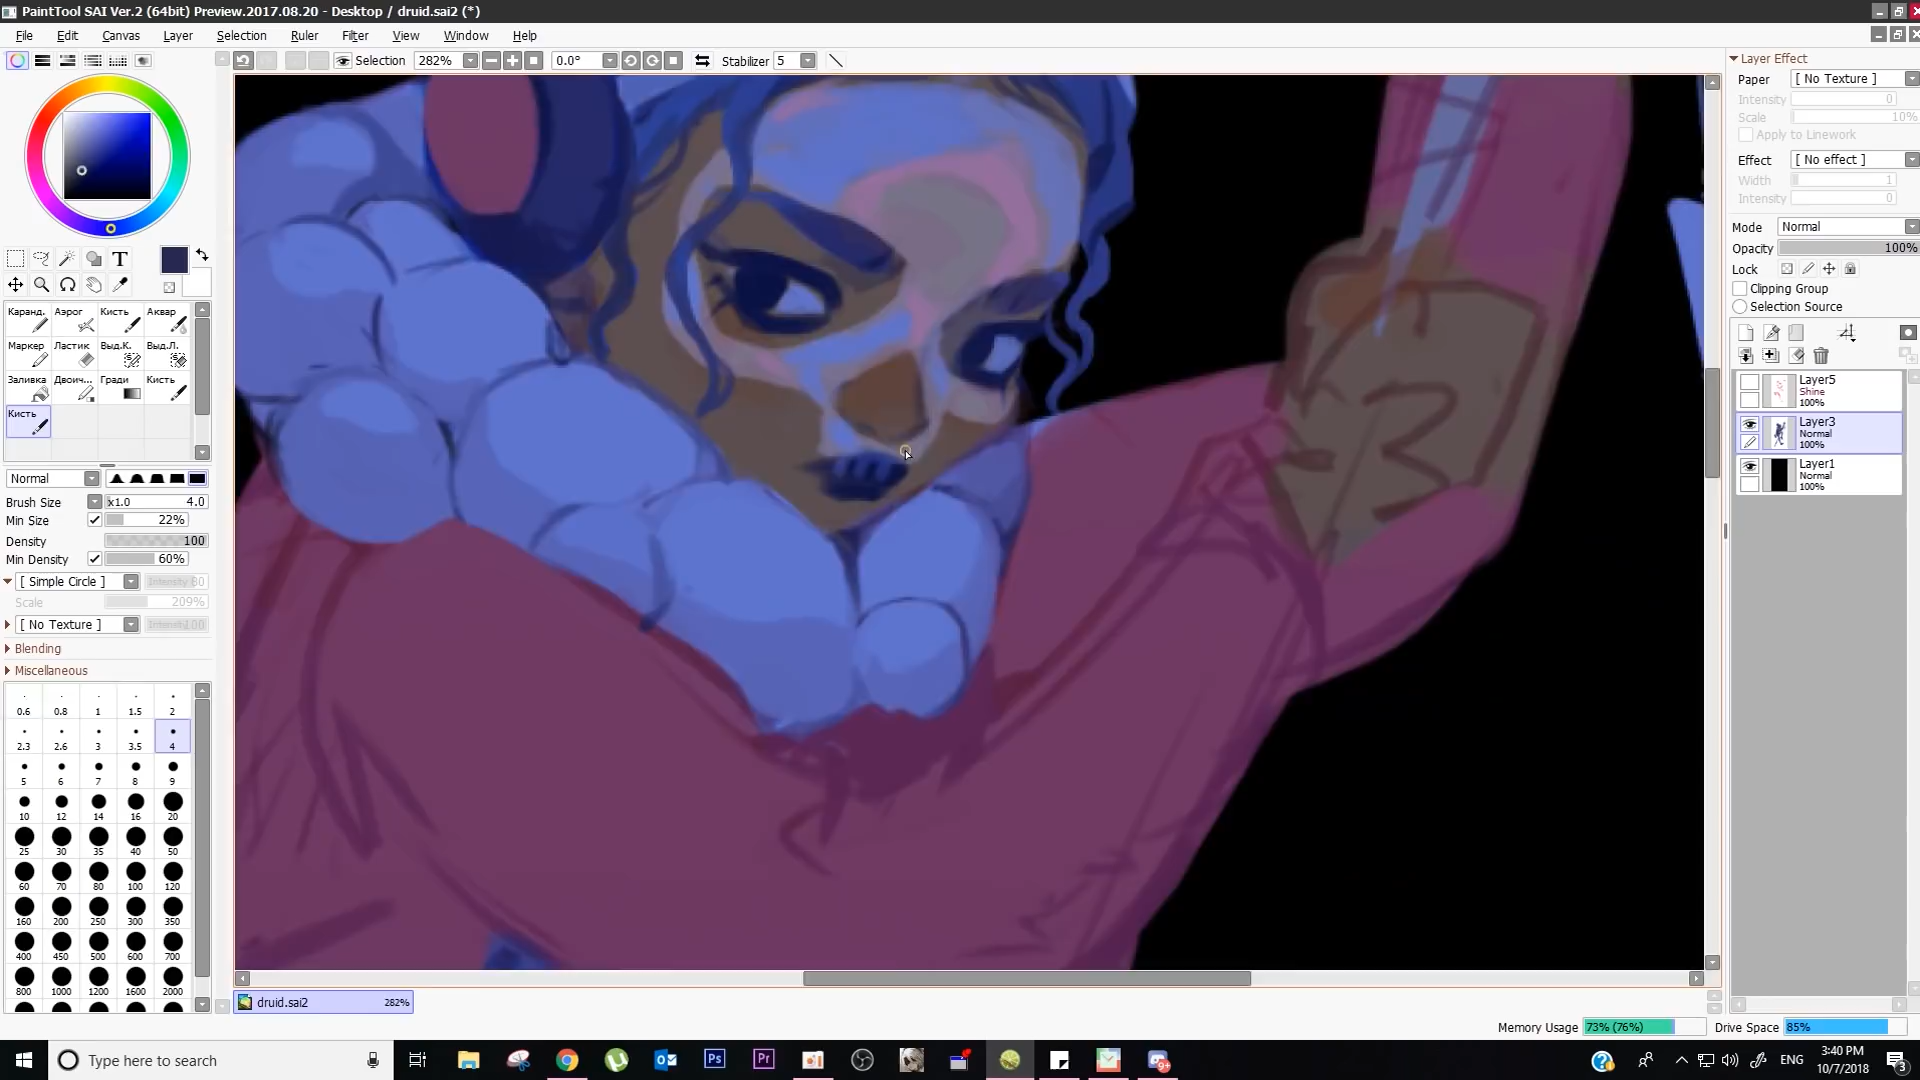 PaintTool SAI Ver.2 (64bit) Preview.2017.08.20 - Desktop / druid.sai2 (*)
File Edit Canvas Layer Selection Ruler Filter View Window Help
Selection 282% 0.0° Stabilizer 5
T
Каранд. Аэрог Кисть Аквар
Маркер Ластик Выд.К. Выд.Л.
Заливка Двоич... Гради Кисть
Кисть
Normal
Brush Size x1.0 4.0
Min Size 22%
Density 100
Min Density 60%
[ Simple Circle ] Intensity
Scale 209%
[ No Texture ] Intensity
Blending
Miscellaneous
0.6 0.8 1 1.5 2
2.3 2.6 3 3.5 4
5 6 7 8 9
10 12 14 16 20
25 30 35 40 50
60 70 80 100 120
160 200 250 300 350
400 450 500 600 700
800 1000 1200 1600 2000
druid.sai2 282%
Layer Effect
Paper [ No Texture ]
Intensity 0
Scale 10%
Apply to Linework
Effect [ No effect ]
Width 1
Intensity 0
Mode Normal
Opacity 100%
Lock
Clipping Group
Selection Source
Layer5
Shine
100%
Layer3
Normal
100%
Layer1
Normal
100%
Memory Usage 73% (76%) Drive Space 85%
Type here to search
Ps Pr
9+
ENG
3:40 PM
10/7/2018
3